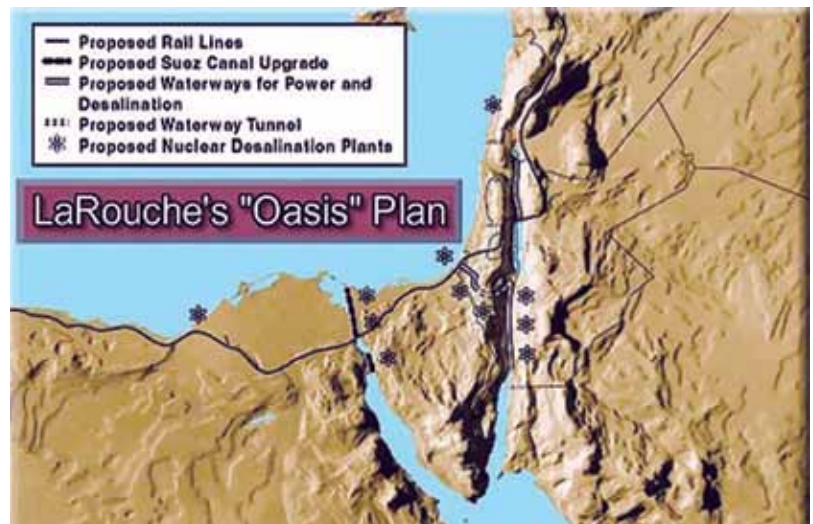 Proposed Rail Lines
Proposed Suez Canal Upgrade
Proposed Waterways for Power and
Desalination
Proposed Waterway Tunnel
Proposed Nuclear Desalination Plants
LaRouche's "Oasis" Plan